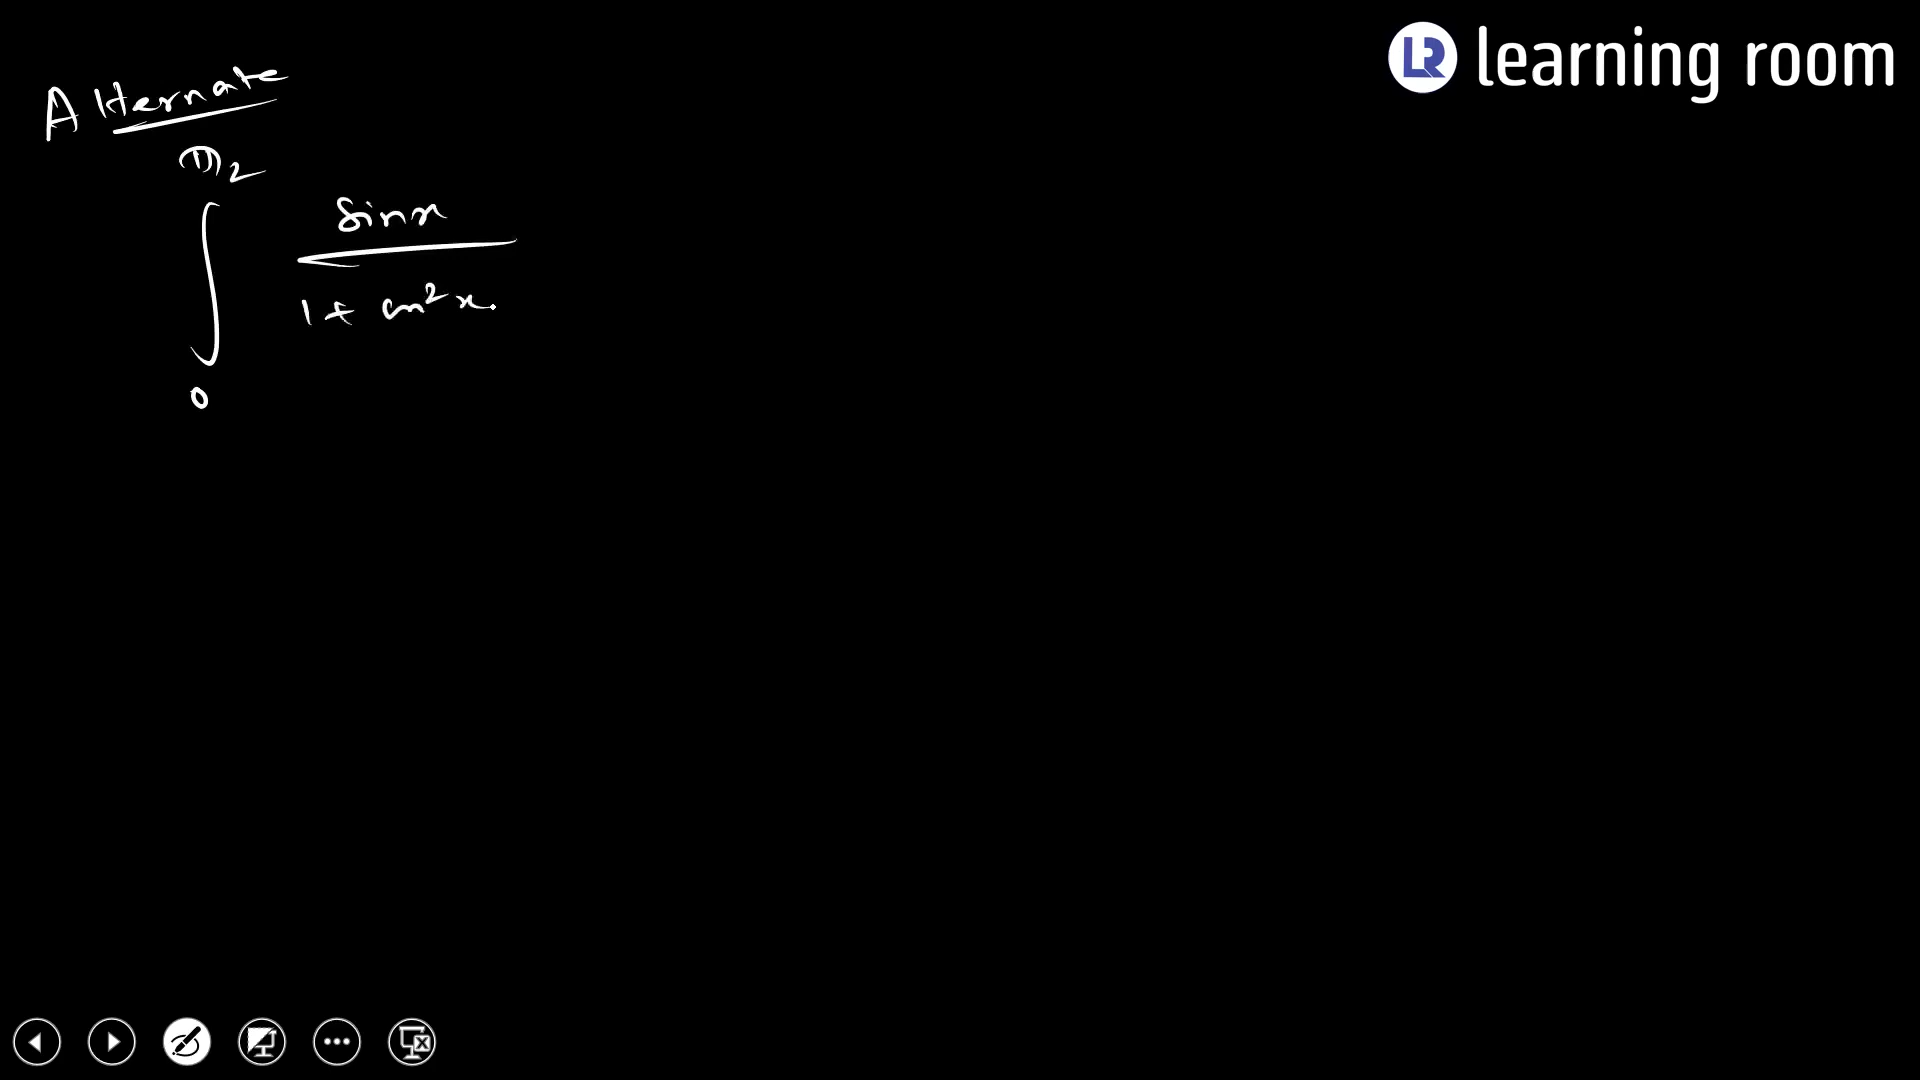 learning room
Alternate
π/2
∫ sinx
1 + cos²x
0